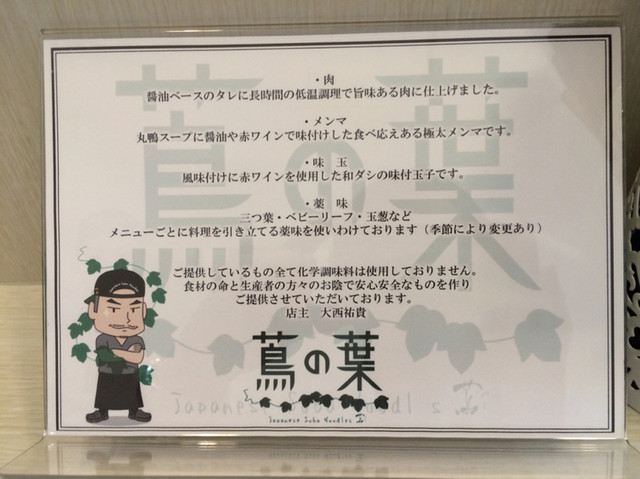 ・肉
醤油ベースのタレに長時間の低温調理で旨味ある肉に仕上げました。
・メンマ
丸鴨スープに醤油や赤ワインで味付けした食べ応えある極太メンマです。
・味 玉
風味付けに赤ワインを使用した和ダシの味付玉子です。
・薬 味
三つ葉・ベビーリーフ・玉葱など
メニューごとに料理を引き立てる薬味を使いわけております(季節により変更あり)
ご提供しているもの全て化学調味料は使用しておりません。
食材の命と生産者の方々のお陰で安心安全なものを作り
ご提供させていただいております。
店主 大西祐貴
蔦の葉
Japanese Soba Noodles 蔦
蔦の葉